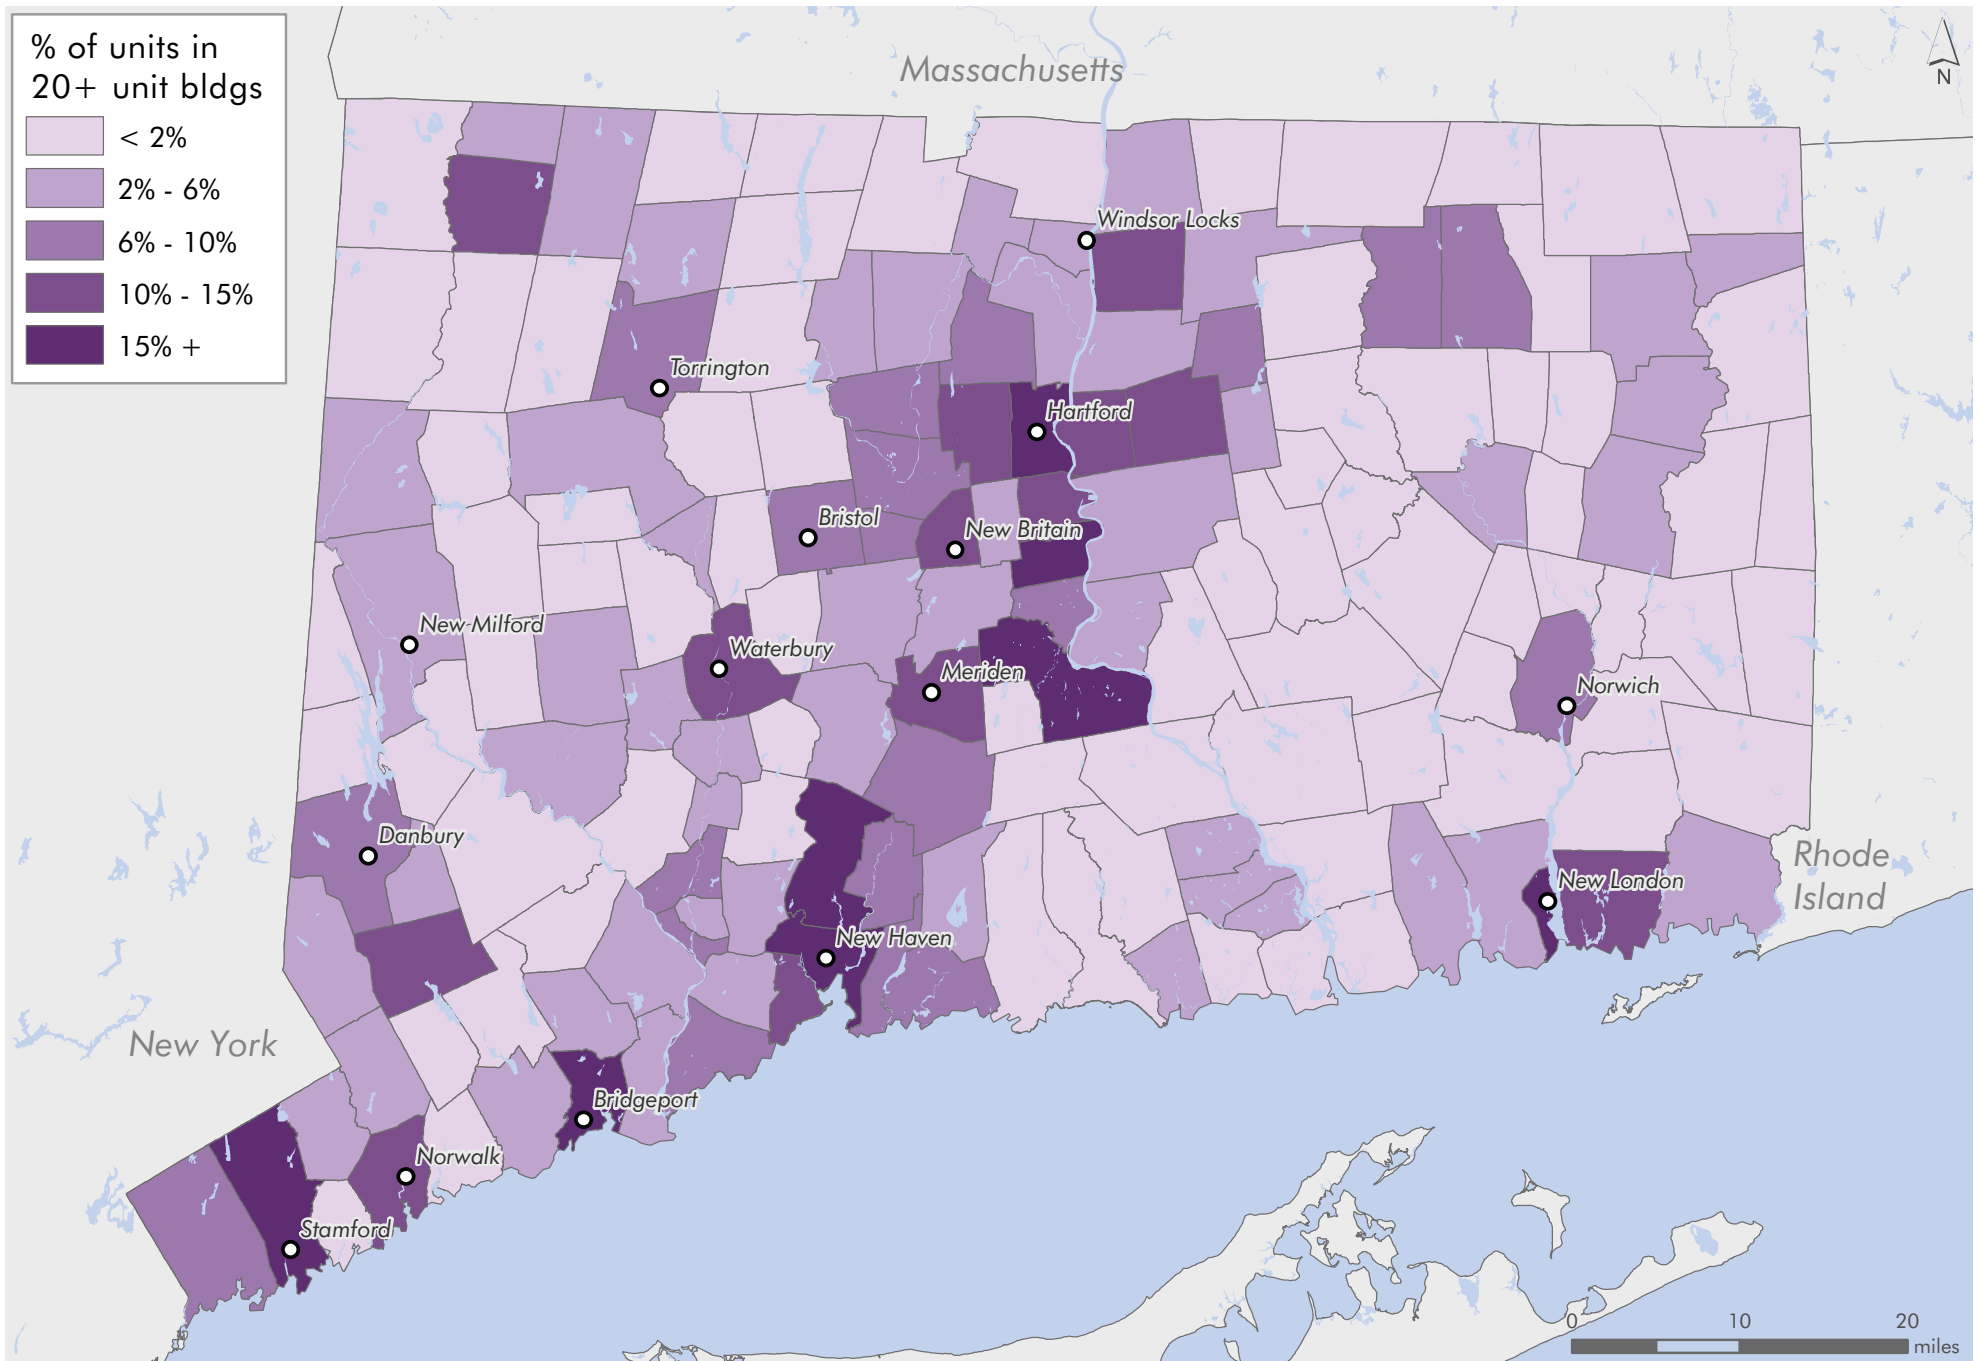 % of units in
20+ unit bldgs
< 2%
2% - 6%
6% - 10%
10% - 15%
15% +
Massachusetts
N
Windsor Locks
Torrington
Hartford
Bristol
New Britain
New Milford
Waterbury
Meriden
Norwich
Danbury
Rhode
Island
New London
New Haven
New York
Bridgeport
Norwalk
Stamford
0 10 20
miles